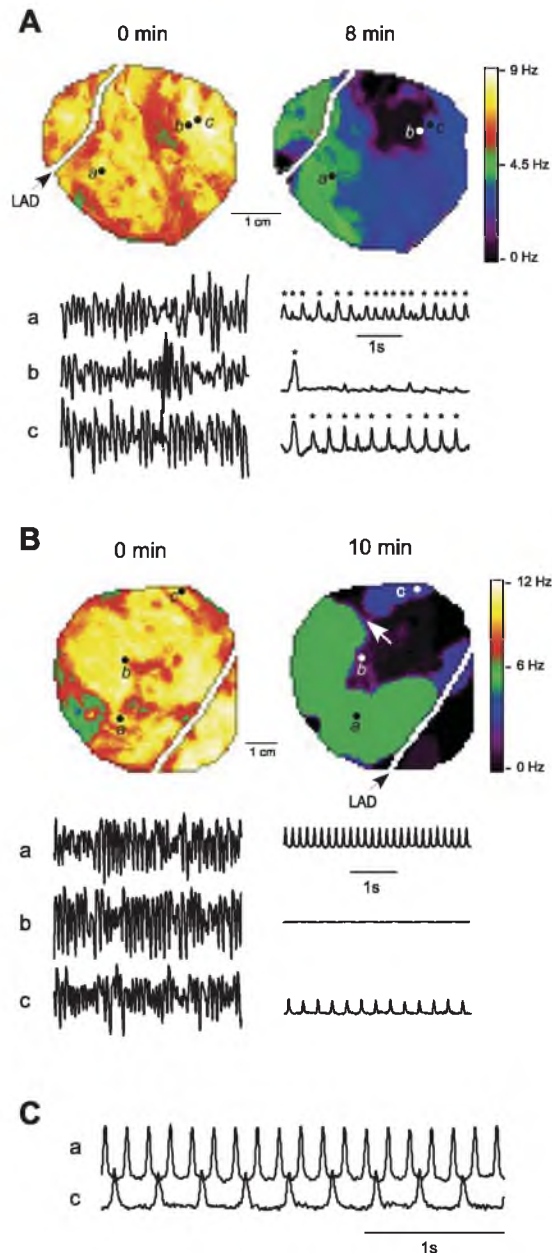 A
0 min 8 min
9 Hz
4.5 Hz
0 Hz
a b c
a b c
LAD
1 cm
a
* * * * * * * * * * * * * * * *
1s
b
*
c
* * * * * * * * * * *
B
0 min 10 min
12 Hz
6 Hz
0 Hz
c b a
c b a
1 cm
LAD
a
1s
b
c
C
a
c
1s